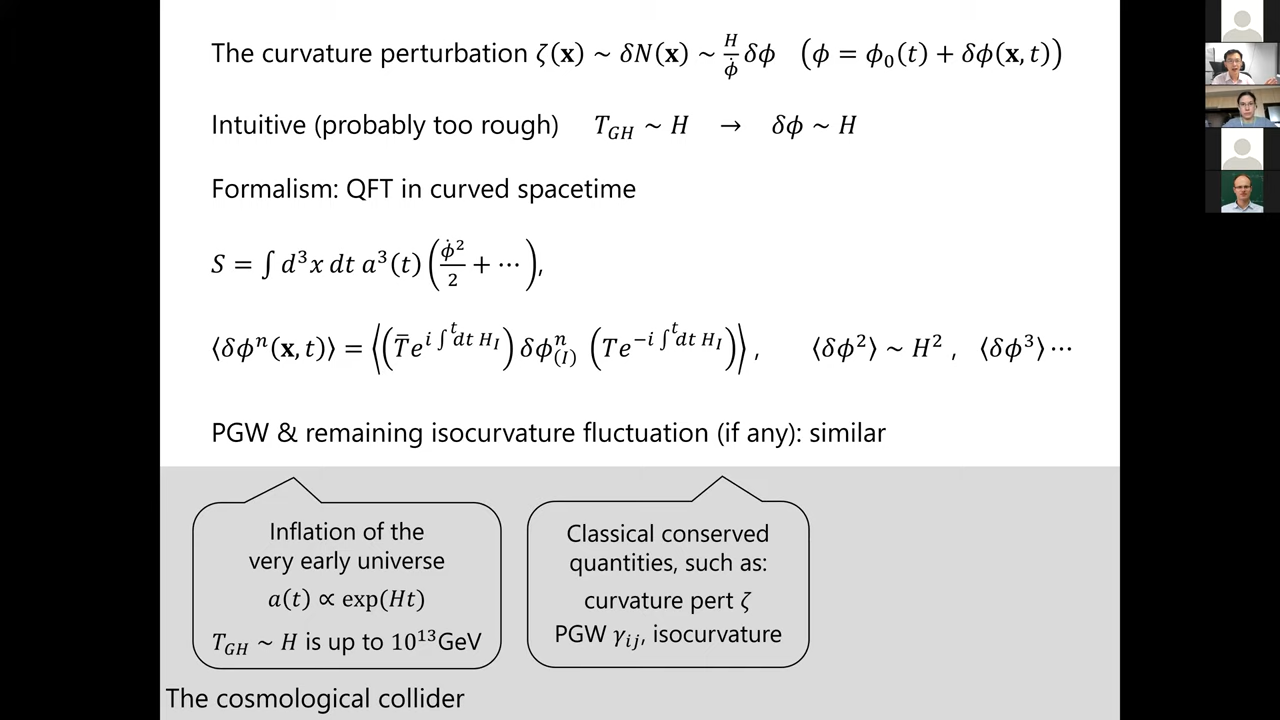 The curvature perturbation ζ(𝐱) ~ δN(𝐱) ~ H/ϕ̇ δϕ (ϕ = ϕ₀(t) + δϕ(𝐱, t))
Intuitive (probably too rough) T_GH ~ H → δϕ ~ H
Formalism: QFT in curved spacetime
S = ∫ d³x dt a³(t) (ϕ̇²/2 + ⋯),
⟨δϕⁿ(𝐱, t)⟩ = ⟨(T̄e^{i ∫^t dt H_I}) δϕⁿ_(I) (Te^{−i ∫^t dt H_I})⟩, ⟨δϕ²⟩ ~ H², ⟨δϕ³⟩ ⋯
PGW & remaining isocurvature fluctuation (if any): similar
Inflation of the
very early universe
a(t) ∝ exp(Ht)
T_GH ~ H is up to 10¹³GeV
Classical conserved
quantities, such as:
curvature pert ζ
PGW γ_ij, isocurvature
The cosmological collider